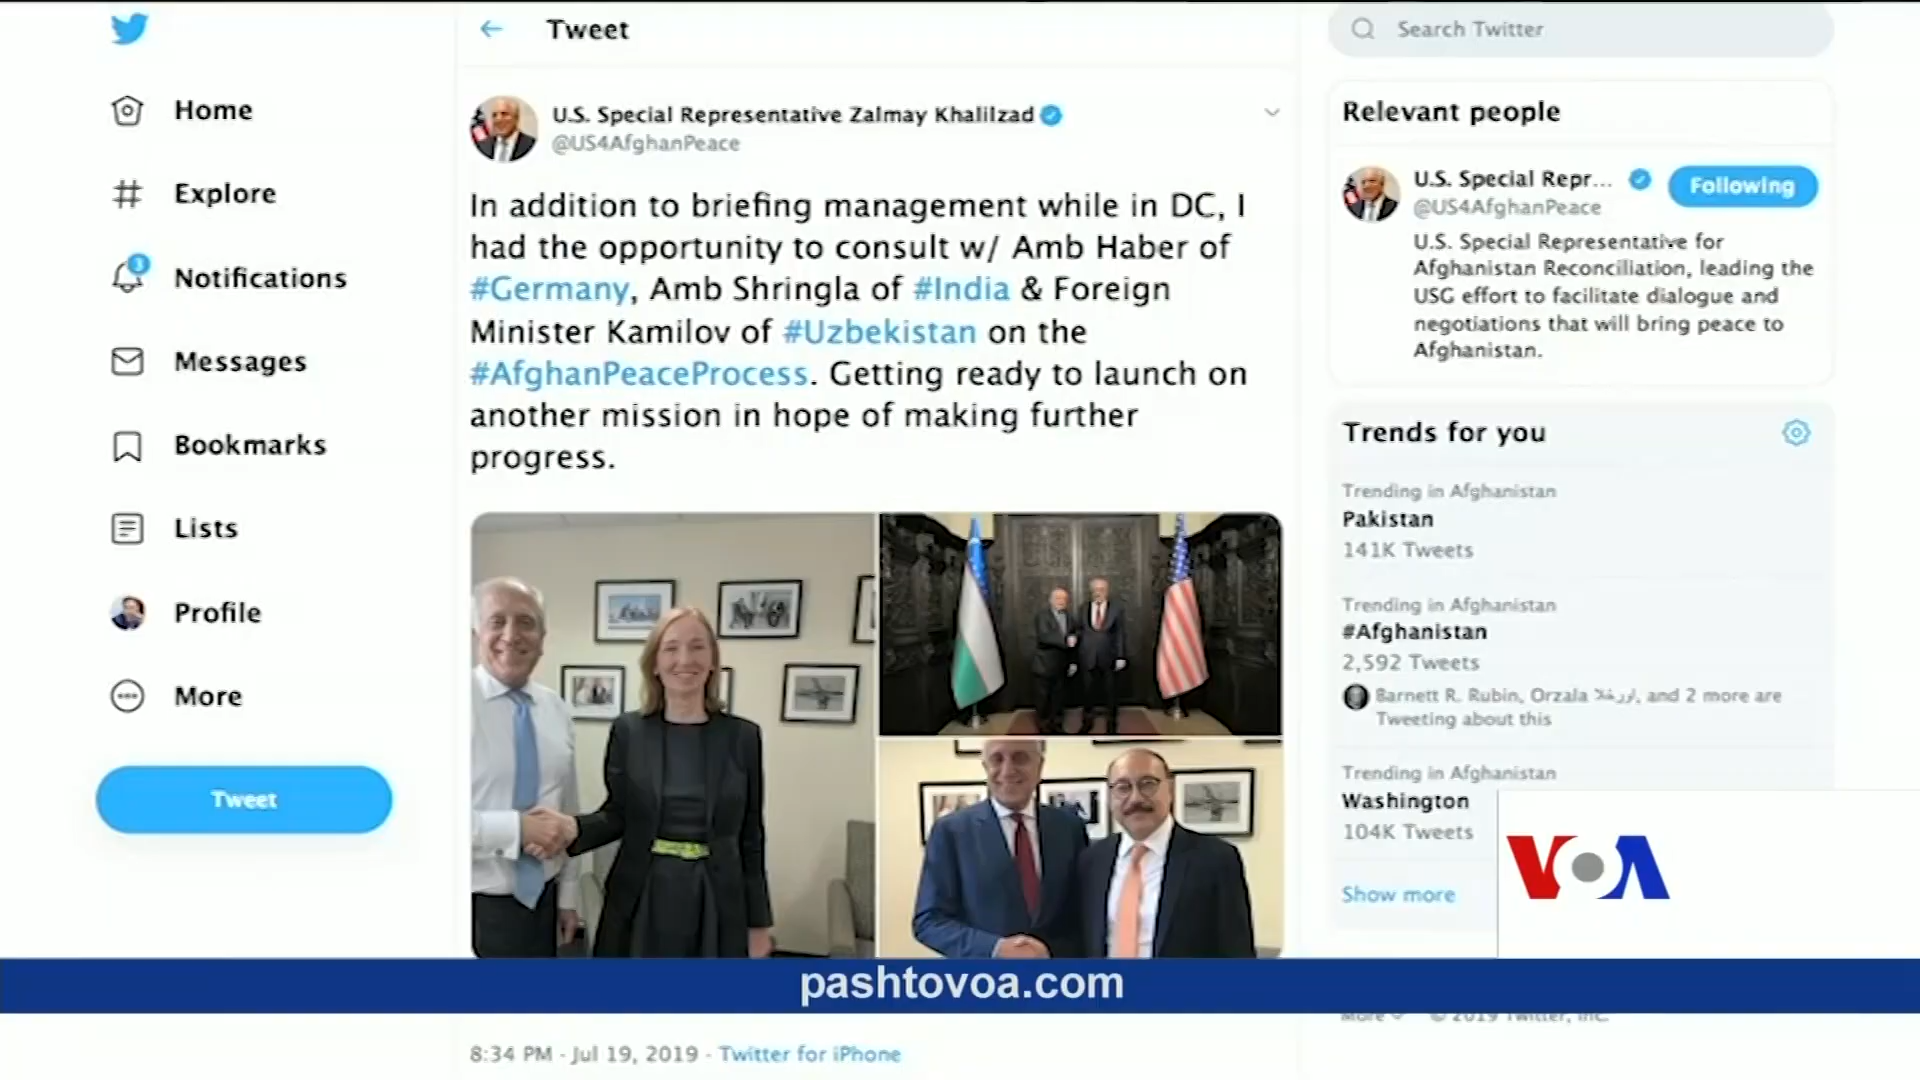 Home
Explore
3
Notifications
Messages
Bookmarks
Lists
Profile
More
Tweet
Tweet
U.S. Special Representative Zalmay Khalilzad
@US4AfghanPeace
In addition to briefing management while in DC, I
had the opportunity to consult w/ Amb Haber of
#Germany, Amb Shringla of #India & Foreign
Minister Kamilov of #Uzbekistan on the
#AfghanPeaceProcess. Getting ready to launch on
another mission in hope of making further
progress.
8:34 PM - Jul 19, 2019 - Twitter for iPhone
Search Twitter
Relevant people
U.S. Special Repr...
@US4AfghanPeace
Following
U.S. Special Representative for
Afghanistan Reconciliation, leading the
USG effort to facilitate dialogue and
negotiations that will bring peace to
Afghanistan.
Trends for you
Trending in Afghanistan
Pakistan
141K Tweets
Trending in Afghanistan
#Afghanistan
2,592 Tweets
Barnett R. Rubin, Orzala, and 2 more are
Tweeting about this
Trending in Afghanistan
Washington
104K Tweets
Show more
VOA
pashtovoa.com
More © 2019 Twitter, Inc.